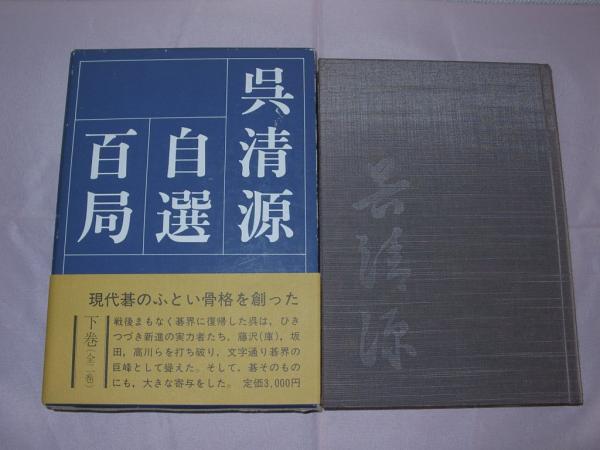 呉清源
自選
百局
現代碁のふとい骨格を創った
下巻(全二巻)
戦後まもなく碁界に復帰した呉は、ひき
つづき新進の実力者たち、藤沢(庫)、坂
田、高川らを打ち破り、文字通り碁界の
巨峰として聳えた。そして、碁そのもの
にも、大きな寄与をした。 定価3,000円
呉清源